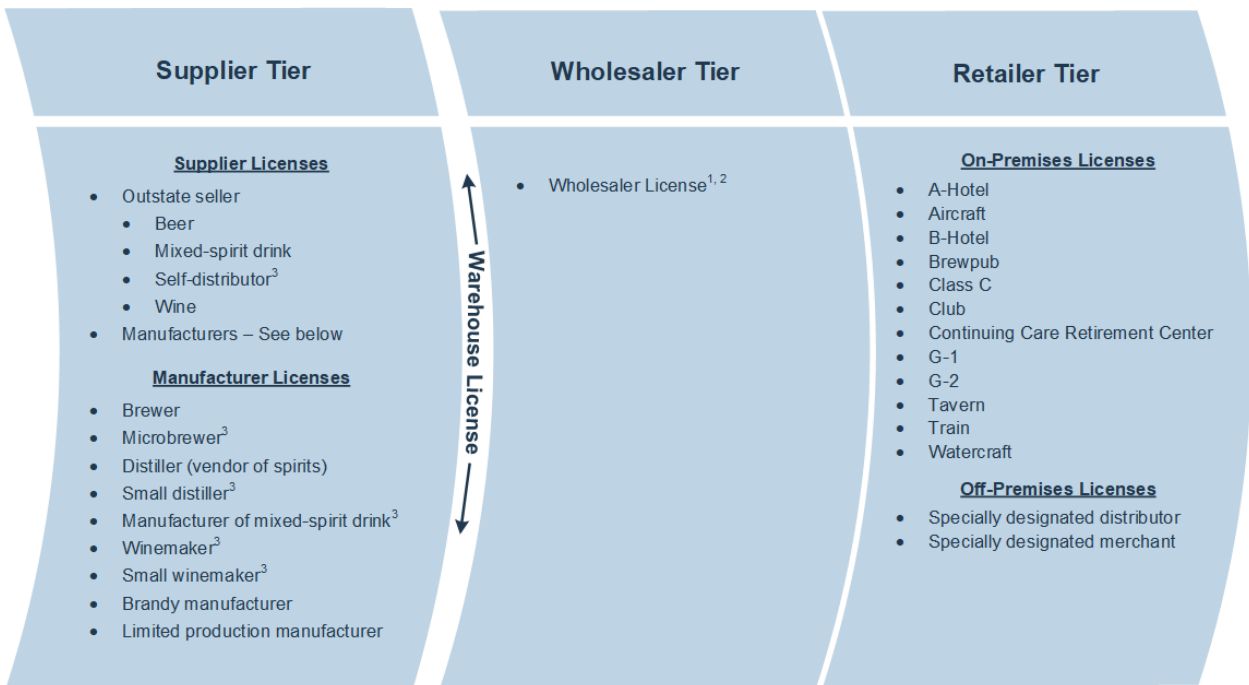 Supplier Tier
Supplier Licenses
• Outstate seller
• Beer
• Mixed-spirit drink
• Self-distributor3
• Wine
• Manufacturers – See below
Manufacturer Licenses
• Brewer
• Microbrewer3
• Distiller (vendor of spirits)
• Small distiller3
• Manufacturer of mixed-spirit drink3
• Winemaker3
• Small winemaker3
• Brandy manufacturer
• Limited production manufacturer
Warehouse License
Wholesaler Tier
• Wholesaler License1, 2
Retailer Tier
On-Premises Licenses
• A-Hotel
• Aircraft
• B-Hotel
• Brewpub
• Class C
• Club
• Continuing Care Retirement Center
• G-1
• G-2
• Tavern
• Train
• Watercraft
Off-Premises Licenses
• Specially designated distributor
• Specially designated merchant